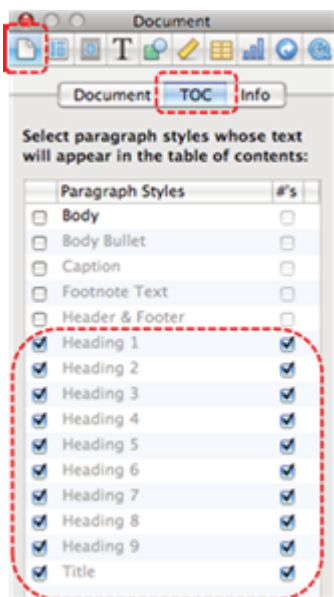 Document
T
Document TOC Info
Select paragraph styles whose text
will appear in the table of contents:
Paragraph Styles #'s
Body
Body Bullet
Caption
Footnote Text
Header & Footer
Heading 1
Heading 2
Heading 3
Heading 4
Heading 5
Heading 6
Heading 7
Heading 8
Heading 9
Title